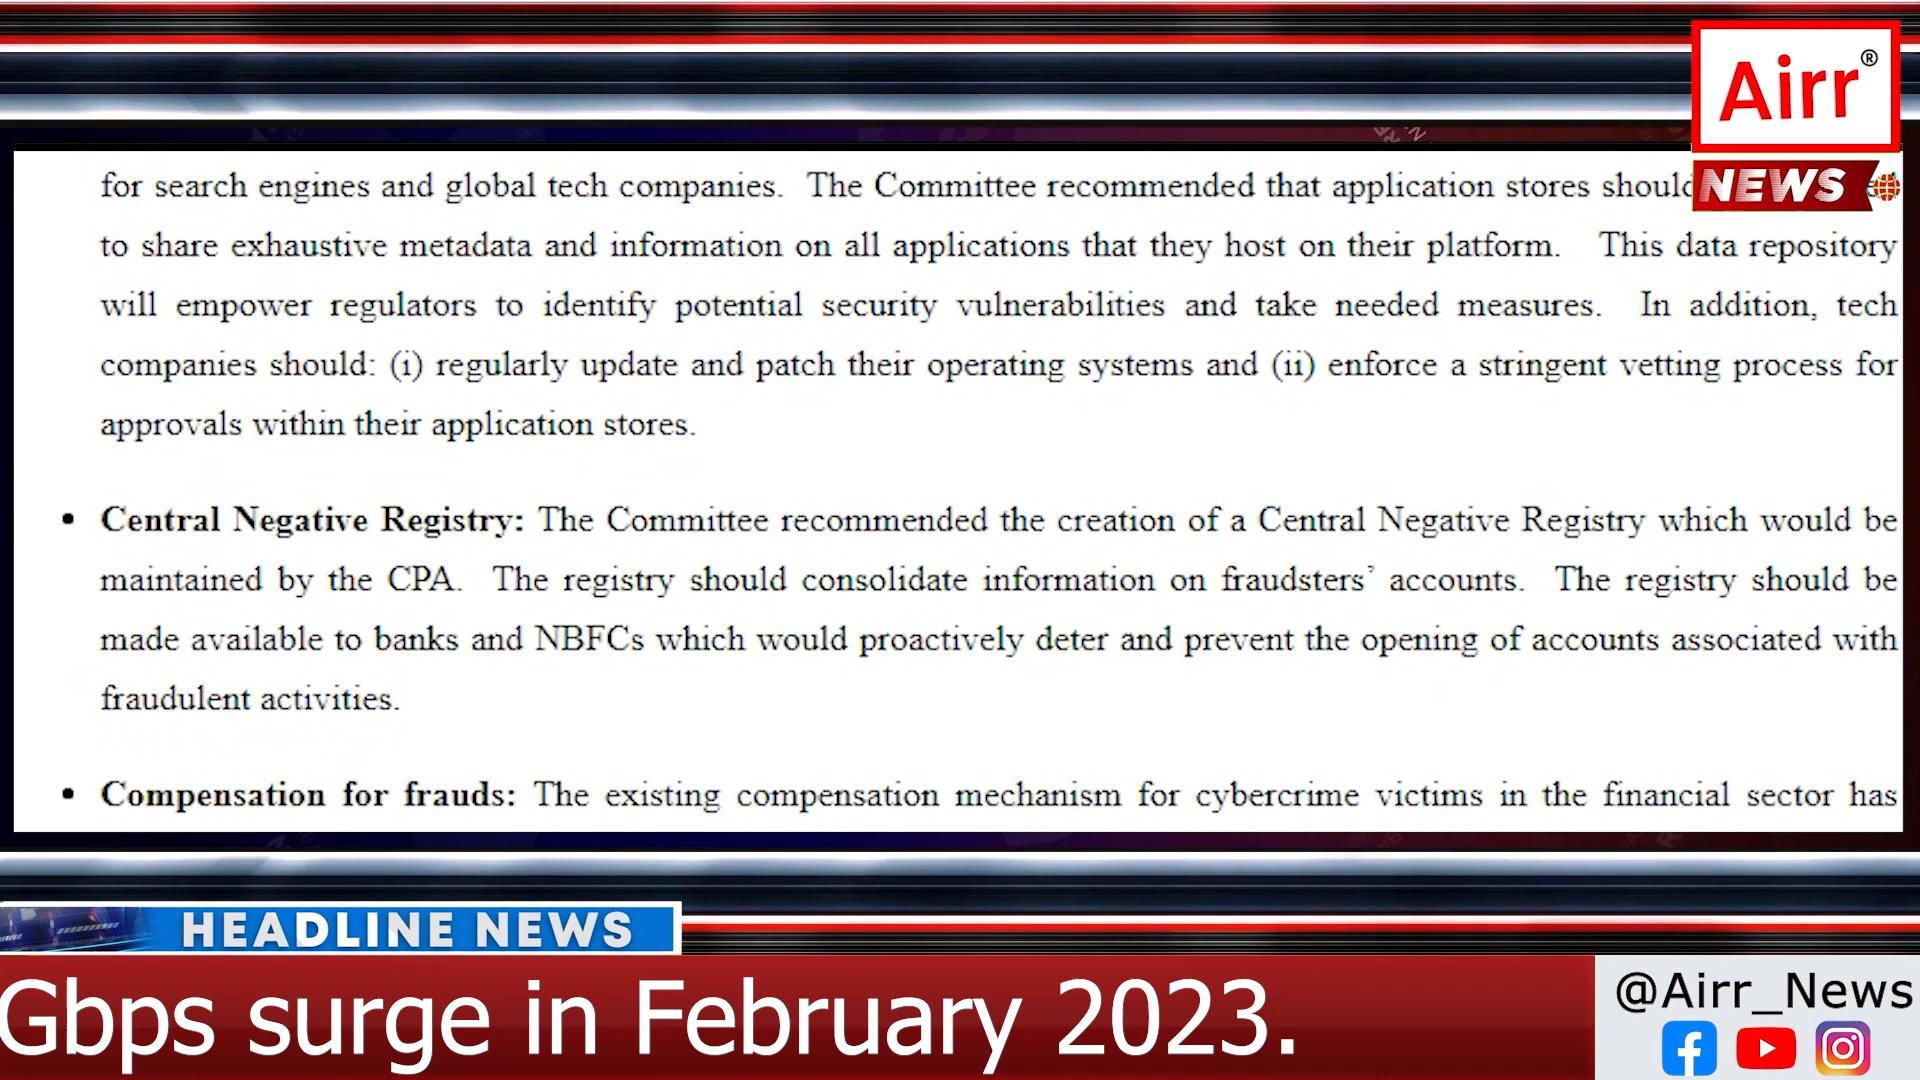 Airr®
NEWS
for search engines and global tech companies. The Committee recommended that application stores should
to share exhaustive metadata and information on all applications that they host on their platform. This data repository
will empower regulators to identify potential security vulnerabilities and take needed measures. In addition, tech
companies should: (i) regularly update and patch their operating systems and (ii) enforce a stringent vetting process for
approvals within their application stores.
• Central Negative Registry: The Committee recommended the creation of a Central Negative Registry which would be
maintained by the CPA. The registry should consolidate information on fraudsters’ accounts. The registry should be
made available to banks and NBFCs which would proactively deter and prevent the opening of accounts associated with
fraudulent activities.
• Compensation for frauds: The existing compensation mechanism for cybercrime victims in the financial sector has
HEADLINE NEWS
Gbps surge in February 2023.
@Airr_News